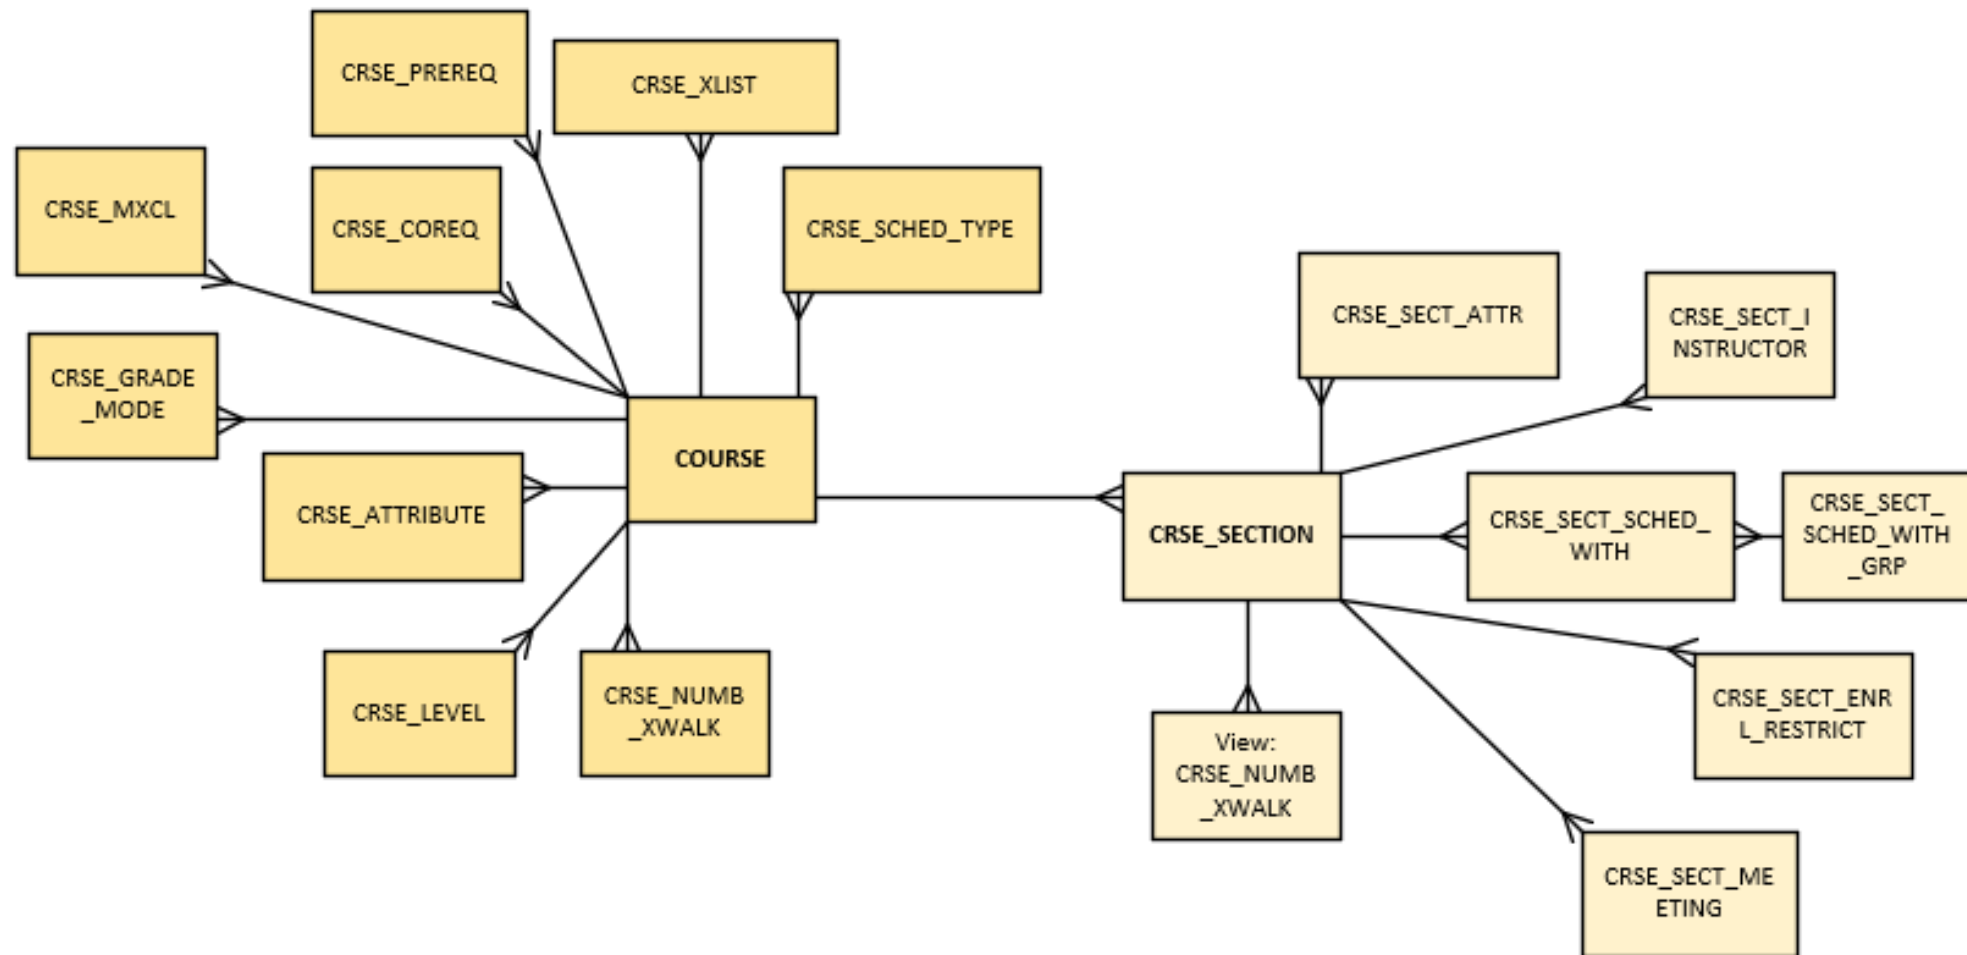 CRSE_PREREQ
CRSE_XLIST
CRSE_MXCL
CRSE_COREQ
CRSE_SCHED_TYPE
CRSE_GRADE
_MODE
COURSE
CRSE_ATTRIBUTE
CRSE_LEVEL
CRSE_NUMB
_XWALK
CRSE_SECT_ATTR
CRSE_SECT_I
NSTRUCTOR
CRSE_SECTION
CRSE_SECT_SCHED_
WITH
CRSE_SECT_
SCHED_WITH
_GRP
View:
CRSE_NUMB
_XWALK
CRSE_SECT_ENR
L_RESTRICT
CRSE_SECT_ME
ETING